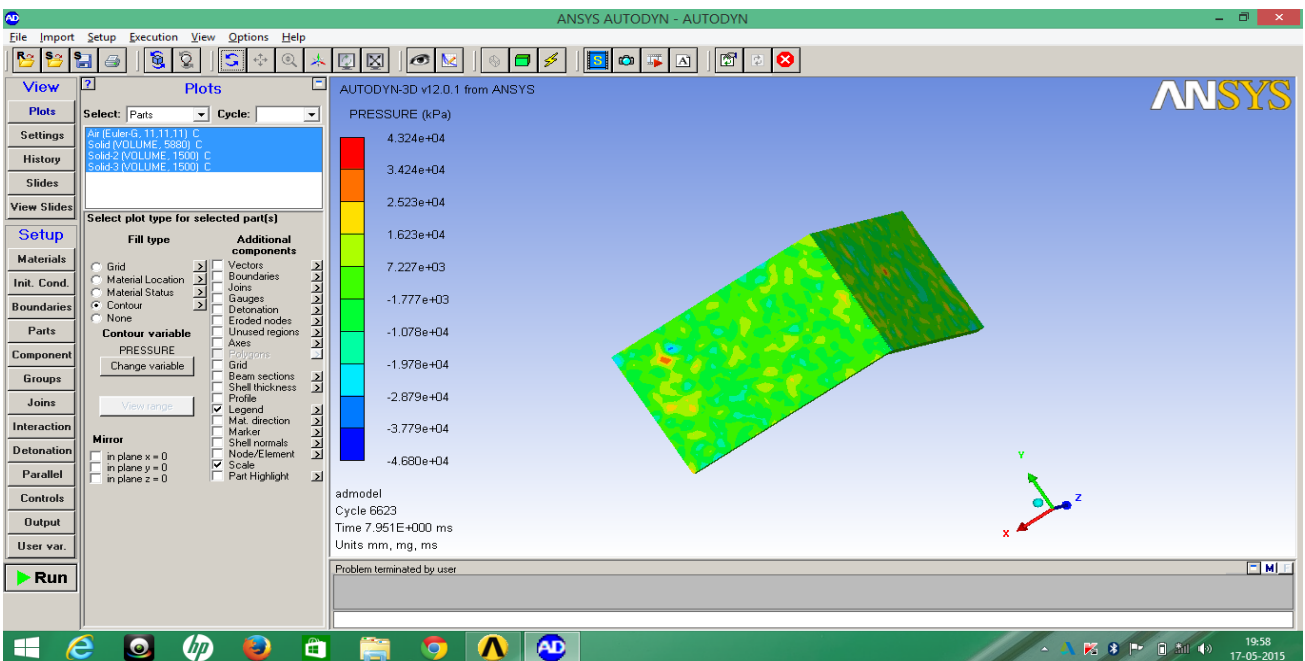 AD
ANSYS AUTODYN - AUTODYN
File Import Setup Execution View Options Help
View
Plots
Settings
History
Slides
View Slides
Setup
Materials
Init. Cond.
Boundaries
Parts
Component
Groups
Joins
Interaction
Detonation
Parallel
Controls
Output
User var.
Run
? Plots
Select: Parts Cycle:
Air (Euler-G, 11,11,11) C
Solid (VOLUME, 5880) C
Solid-2 (VOLUME, 1500) C
Solid-3 (VOLUME, 1500) C
Select plot type for selected part(s)
Fill type
Grid
Material Location
Material Status
Contour
None
Contour variable
PRESSURE
Change variable
View range
Mirror
in plane x = 0
in plane y = 0
in plane z = 0
Additional
components
Vectors
Boundaries
Joins
Gauges
Detonation
Eroded nodes
Unused regions
Axes
Polygons
Grid
Beam sections
Shell thickness
Profile
Legend
Mat. direction
Marker
Shell normals
Node/Element
Scale
Part Highlight
AUTODYN-3D v12.0.1 from ANSYS
ANSYS
PRESSURE (kPa)
4.324e+04
3.424e+04
2.523e+04
1.623e+04
7.227e+03
-1.777e+03
-1.078e+04
-1.978e+04
-2.879e+04
-3.779e+04
-4.680e+04
Y
Z
X
admodel
Cycle 6623
Time 7.951E+000 ms
Units mm, mg, ms
Problem terminated by user
M
hp
AD
19:58
17-05-2015